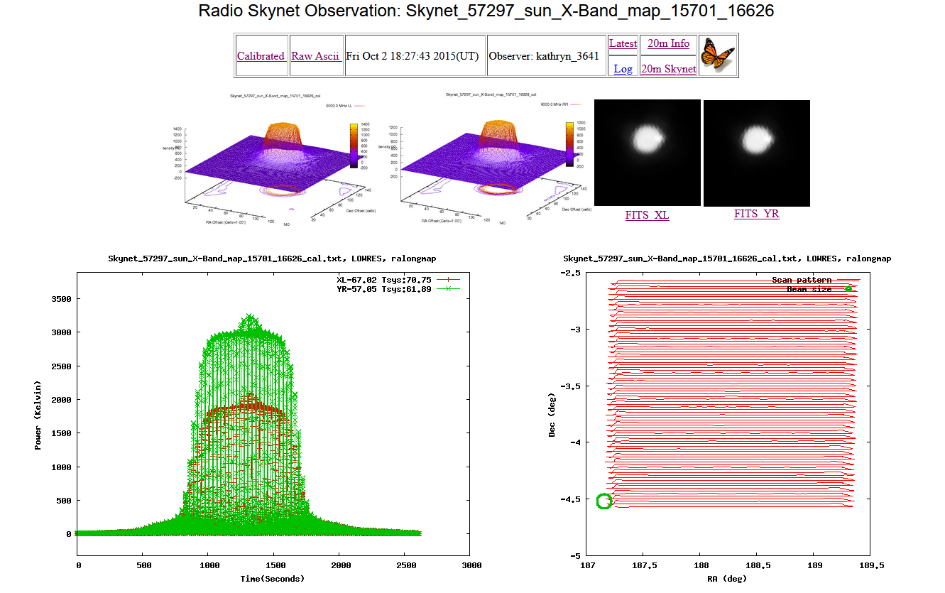 Radio Skynet Observation: Skynet_57297_sun_X-Band_map_15701_16626
Calibrated Raw Ascii Fri Oct 2 18:27:43 2015(UT) Observer: kathryn_3641 Latest 20m Info
Log 20m Skynet
Skynet_57297_sun_X-Band_map_15701_16626_cal
Skynet_57297_sun_X-Band_map_15701_16626_cal
FITS_XL
FITS_YR
Skynet_57297_sun_X-Band_map_15701_16626_cal.txt, LOWRES, ralongmap
XL-67.02 Tsys:70.75
YR-57.05 Tsys:61.89
3500
3000
2500
2000
1500
1000
500
0
Power (Kelvin)
0 500 1000 1500 2000 2500 3000
Time(Seconds)
Skynet_57297_sun_X-Band_map_15701_16626_cal.txt, LOWRES, ralongmap
Scan pattern
Beam size
-2.5
-3
-3.5
-4
-4.5
-5
Dec (deg)
187 187.5 188 188.5 189 189.5
RA (deg)